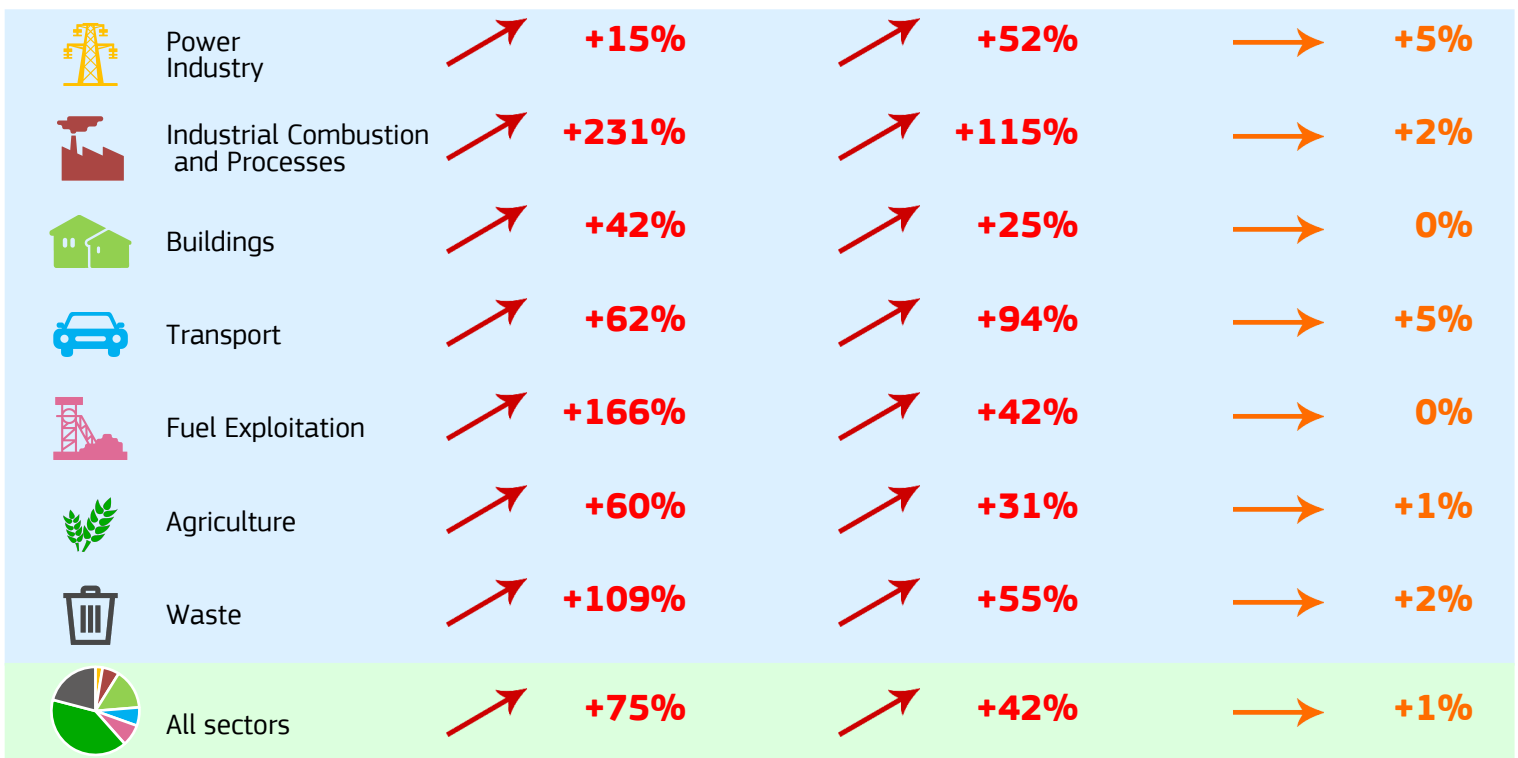 Power
Industry
+15%
+52%
+5%
Industrial Combustion
and Processes
+231%
+115%
+2%
Buildings
+42%
+25%
0%
Transport
+62%
+94%
+5%
Fuel Exploitation
+166%
+42%
0%
Agriculture
+60%
+31%
+1%
Waste
+109%
+55%
+2%
All sectors
+75%
+42%
+1%